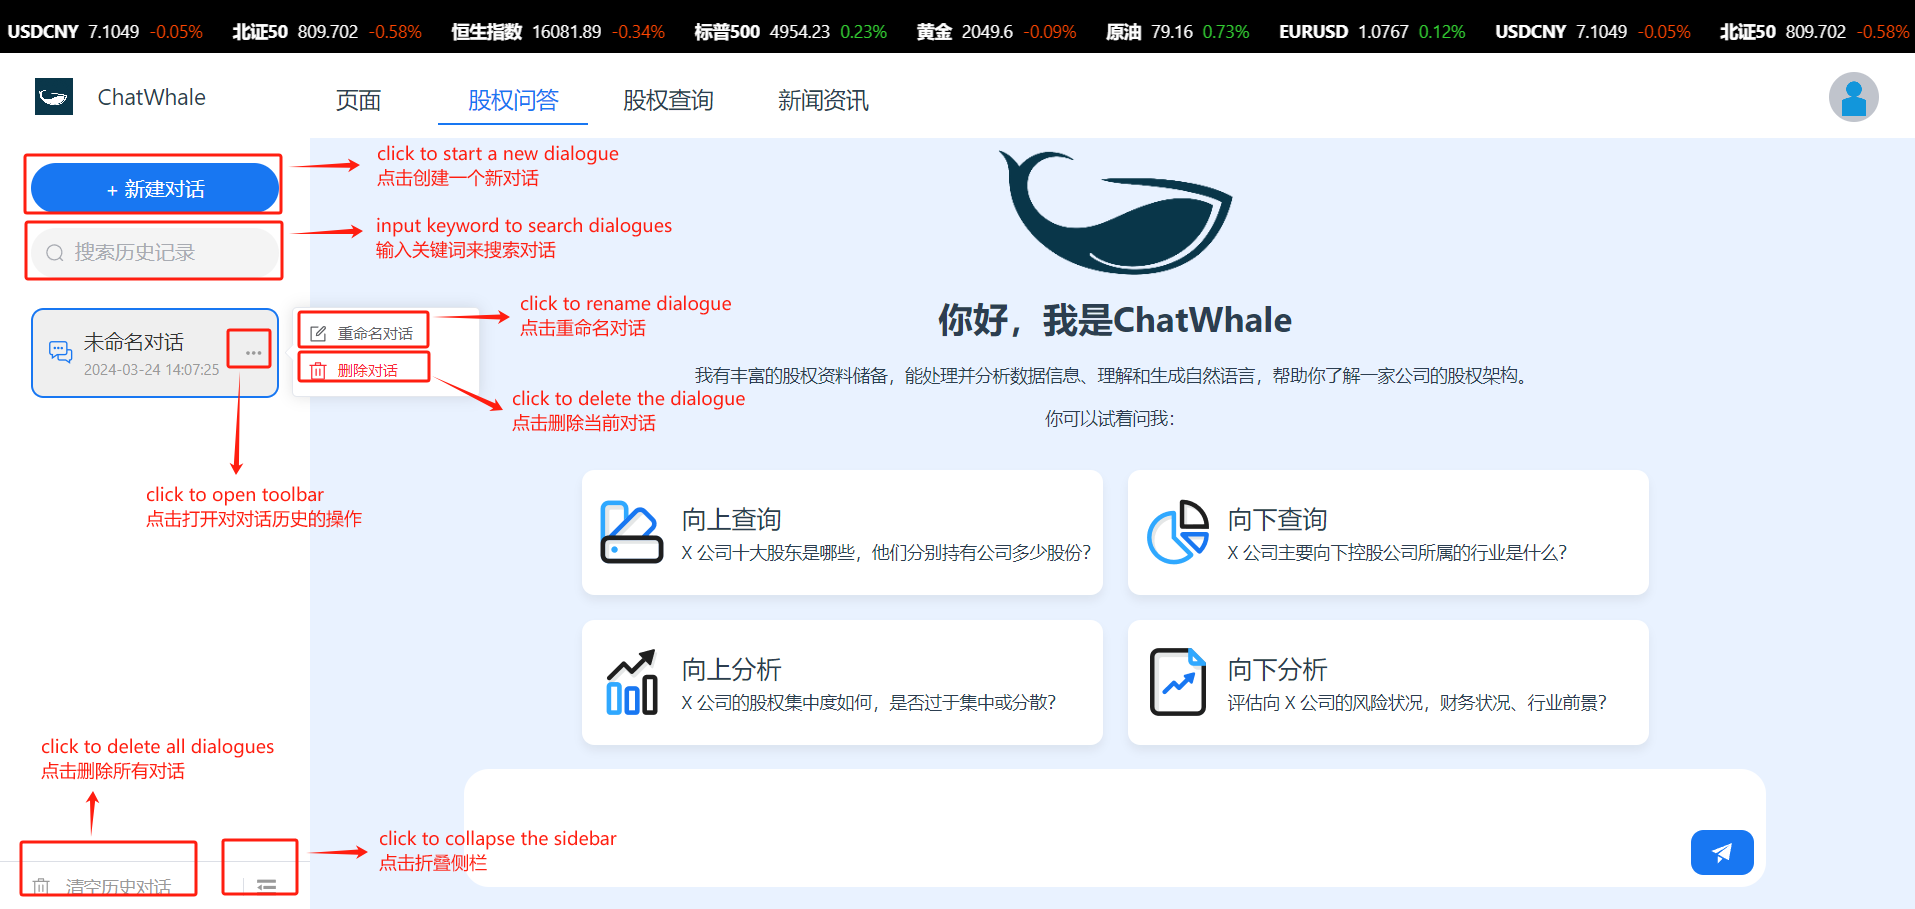 USDCNY 7.1049 -0.05% 北证50 809.702 -0.58% 恒生指数 16081.89 -0.34% 标普500 4954.23 0.23% 黄金 2049.6 -0.09% 原油 79.16 0.73% EURUSD 1.0767 0.12% USDCNY 7.1049 -0.05% 北证50 809.702 -0.58%
ChatWhale 页面 股权问答 股权查询 新闻资讯
+ 新建对话
click to start a new dialogue
点击创建一个新对话
搜索历史记录
input keyword to search dialogues
输入关键词来搜索对话
未命名对话
2024-03-24 14:07:25
重命名对话
删除对话
click to rename dialogue
点击重命名对话
click to delete the dialogue
点击删除当前对话
click to open toolbar
点击打开对对话历史的操作
你好，我是ChatWhale
我有丰富的股权资料储备，能处理并分析数据信息、理解和生成自然语言，帮助你了解一家公司的股权架构。
你可以试着问我：
向上查询
X 公司十大股东是哪些，他们分别持有公司多少股份？
向下查询
X 公司主要向下控股公司所属的行业是什么？
向上分析
X 公司的股权集中度如何，是否过于集中或分散？
向下分析
评估向 X 公司的风险状况，财务状况、行业前景？
click to delete all dialogues
点击删除所有对话
清空历史对话
click to collapse the sidebar
点击折叠侧栏